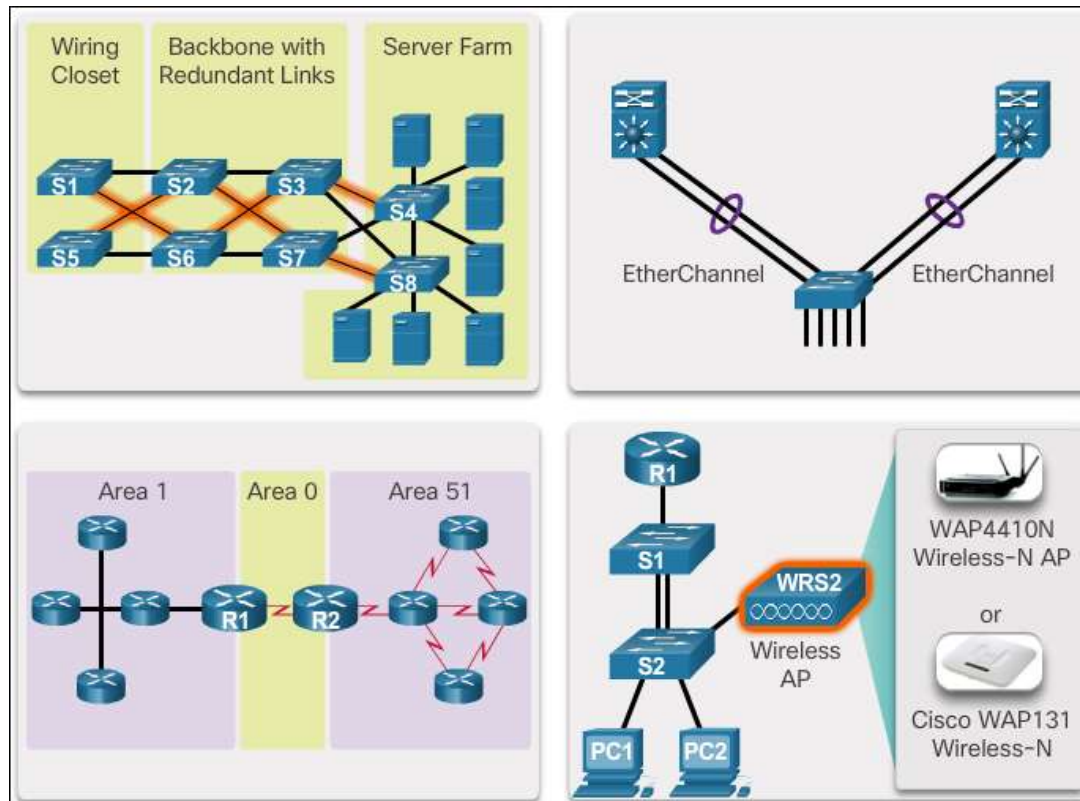 Wiring
Closet
Backbone with
Redundant Links
Server Farm
S1
S2
S3
S4
S5
S6
S7
S8
EtherChannel
EtherChannel
Area 1
Area 0
Area 51
R1
R2
R1
S1
WRS2
S2
Wireless
AP
PC1
PC2
WAP4410N
Wireless-N AP
or
Cisco WAP131
Wireless-N